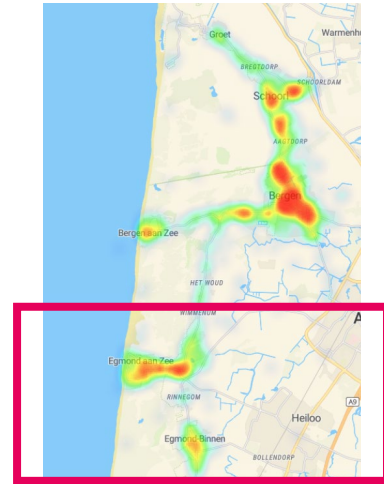 Groet
Warmenh
BREGTDORP
SCHOORLDAM
Schoorl
AAGTDORP
Bergen
Bergen aan Zee
HET WOUD
WIMMENUM
A
Egmond aan Zee
RINNEGOM
A9
Heiloo
Egmond Binnen
BOLLENDORP